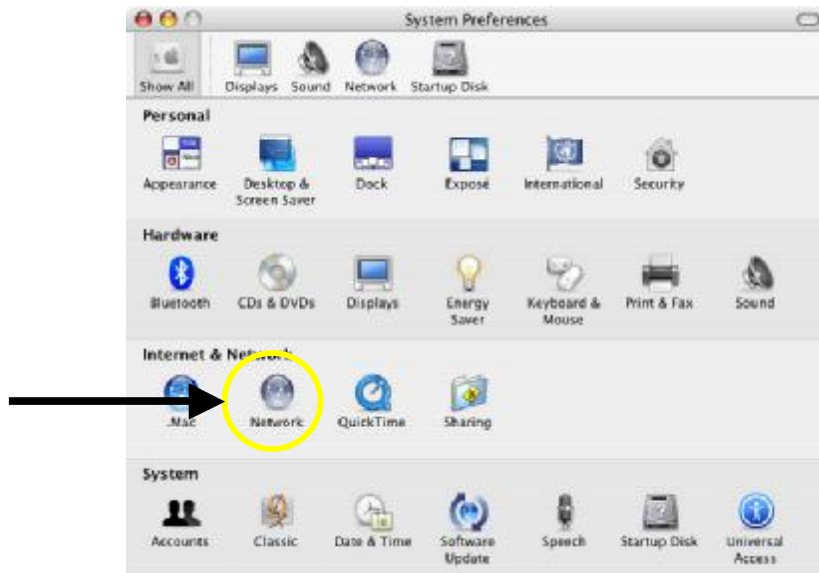 System Preferences
Show All Displays Sound Network Startup Disk
Personal
Appearance Desktop & Screen Saver Dock Exposé International Security
Hardware
Bluetooth CDs & DVDs Displays Energy Saver Keyboard & Mouse Print & Fax Sound
Internet & Network
.Mac Network QuickTime Sharing
System
Accounts Classic Date & Time Software Update Speech Startup Disk Universal Access